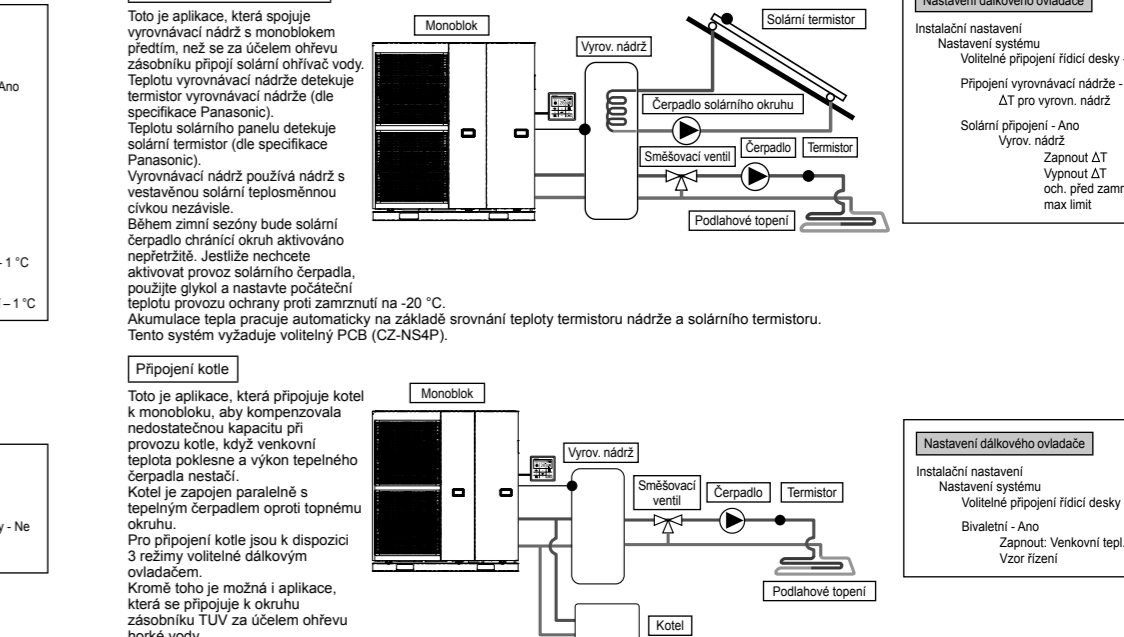 Ano
- 1 °C
– 1 °C
y - Ne
Toto je aplikace, která spojuje
vyrovnávací nádrž s monoblokem
předtím, než se za účelem ohřevu
zásobníku připojí solární ohřívač vody.
Teplotu vyrovnávací nádrže detekuje
termistor vyrovnávací nádrže (dle
specifikace Panasonic).
Teplotu solárního panelu detekuje
solární termistor (dle specifikace
Panasonic).
Vyrovnávací nádrž používá nádrž s
vestavěnou solární teplosměnnou
cívkou nezávisle.
Během zimní sezóny bude solární
čerpadlo chránící okruh aktivováno
nepřetržitě. Jestliže nechcete
aktivovat provoz solárního čerpadla,
použijte glykol a nastavte počáteční
teplotu provozu ochrany proti zamrznutí na -20 °C.
Akumulace tepla pracuje automaticky na základě srovnání teploty termistoru nádrže a solárního termistoru.
Tento systém vyžaduje volitelný PCB (CZ-NS4P).
Monoblok
Vyrov. nádrž
Solární termistor
Čerpadlo solárního okruhu
Směšovací ventil
Čerpadlo
Termistor
Podlahové topení
Nastavení dálkového ovladače
Instalační nastavení
Nastavení systému
Volitelné připojení řídicí desky -
Připojení vyrovnávací nádrže -
ΔT pro vyrovn. nádrž
Solární připojení - Ano
Vyrov. nádrž
Zapnout ΔT
Vypnout ΔT
och. před zamr
max limit
Připojení kotle
Toto je aplikace, která připojuje kotel
k monobloku, aby kompenzovala
nedostatečnou kapacitu při
provozu kotle, když venkovní
teplota poklesne a výkon tepelného
čerpadla nestačí.
Kotel je zapojen paralelně s
tepelným čerpadlem oproti topnému
okruhu.
Pro připojení kotle jsou k dispozici
3 režimy volitelné dálkovým
ovladačem.
Kromě toho je možná i aplikace,
která se připojuje k okruhu
zásobníku TUV za účelem ohřevu
horké vody.
Monoblok
Vyrov. nádrž
Směšovací
ventil
Čerpadlo
Termistor
Podlahové topení
Kotel
Nastavení dálkového ovladače
Instalační nastavení
Nastavení systému
Volitelné připojení řídicí desky
Bivaletní - Ano
Zapnout: Venkovní tepl.
Vzor řízení